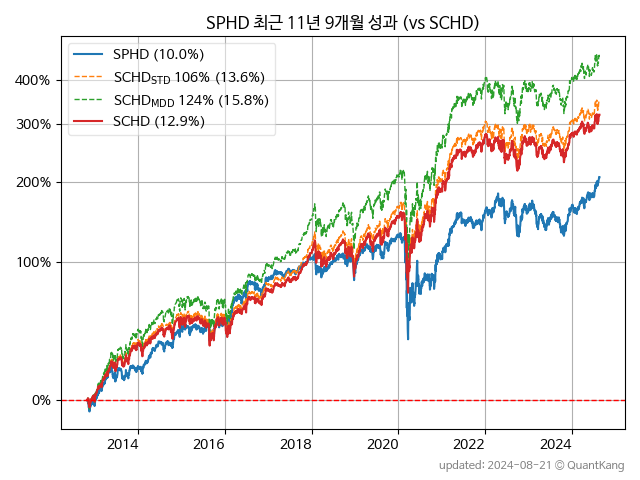 SPHD 최근 11년 9개월 성과 (vs SCHD)
SPHD (10.0%)
SCHD_STD 106% (13.6%)
SCHD_MDD 124% (15.8%)
SCHD (12.9%)
400%
300%
200%
100%
0%
2014 2016 2018 2020 2022 2024
updated: 2024-08-21 © QuantKang